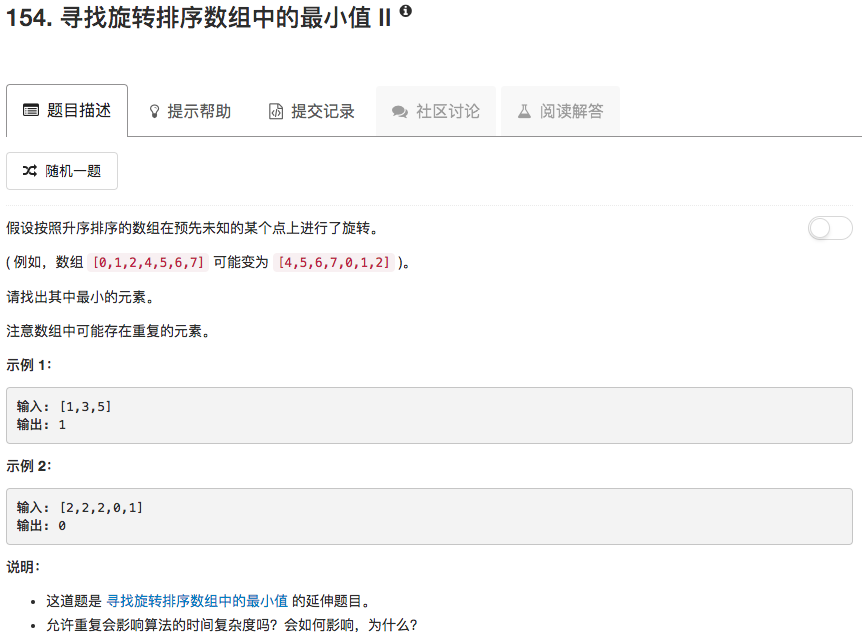 154. 寻找旋转排序数组中的最小值 II
题目描述 提示帮助 提交记录 社区讨论 阅读解答
随机一题
假设按照升序排序的数组在预先未知的某个点上进行了旋转。
( 例如，数组 [0,1,2,4,5,6,7] 可能变为 [4,5,6,7,0,1,2] )。
请找出其中最小的元素。
注意数组中可能存在重复的元素。
示例 1：
输入: [1,3,5]
输出: 1
示例 2：
输入: [2,2,2,0,1]
输出: 0
说明：
• 这道题是 寻找旋转排序数组中的最小值 的延伸题目。
• 允许重复会影响算法的时间复杂度吗？会如何影响，为什么？